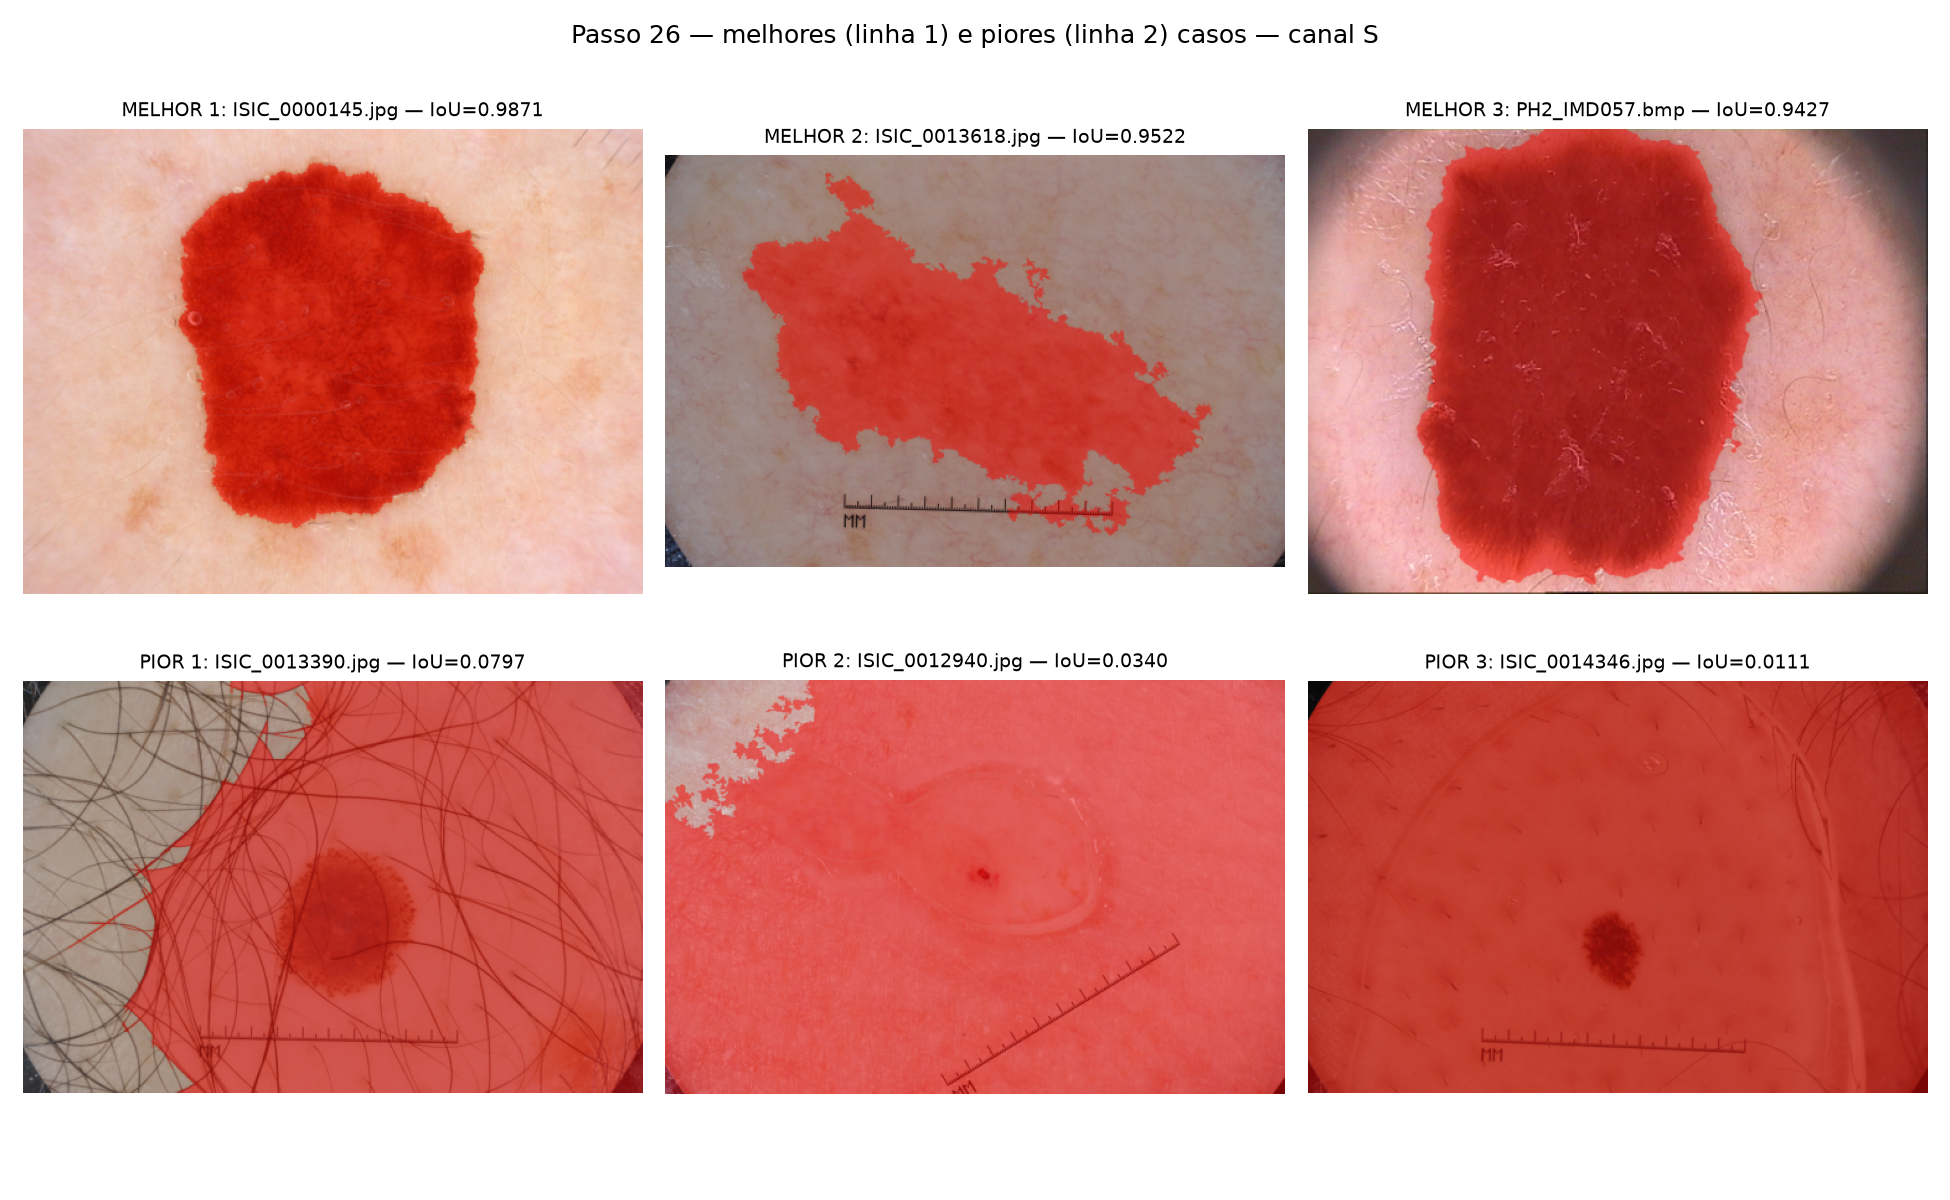 Passo 26 — melhores (linha 1) e piores (linha 2) casos — canal S
MELHOR 1: ISIC_0000145.jpg — IoU=0.9871
MELHOR 2: ISIC_0013618.jpg — IoU=0.9522
MELHOR 3: PH2_IMD057.bmp — IoU=0.9427
MM
PIOR 1: ISIC_0013390.jpg — IoU=0.0797
PIOR 2: ISIC_0012940.jpg — IoU=0.0340
PIOR 3: ISIC_0014346.jpg — IoU=0.0111
MM
MM
MM